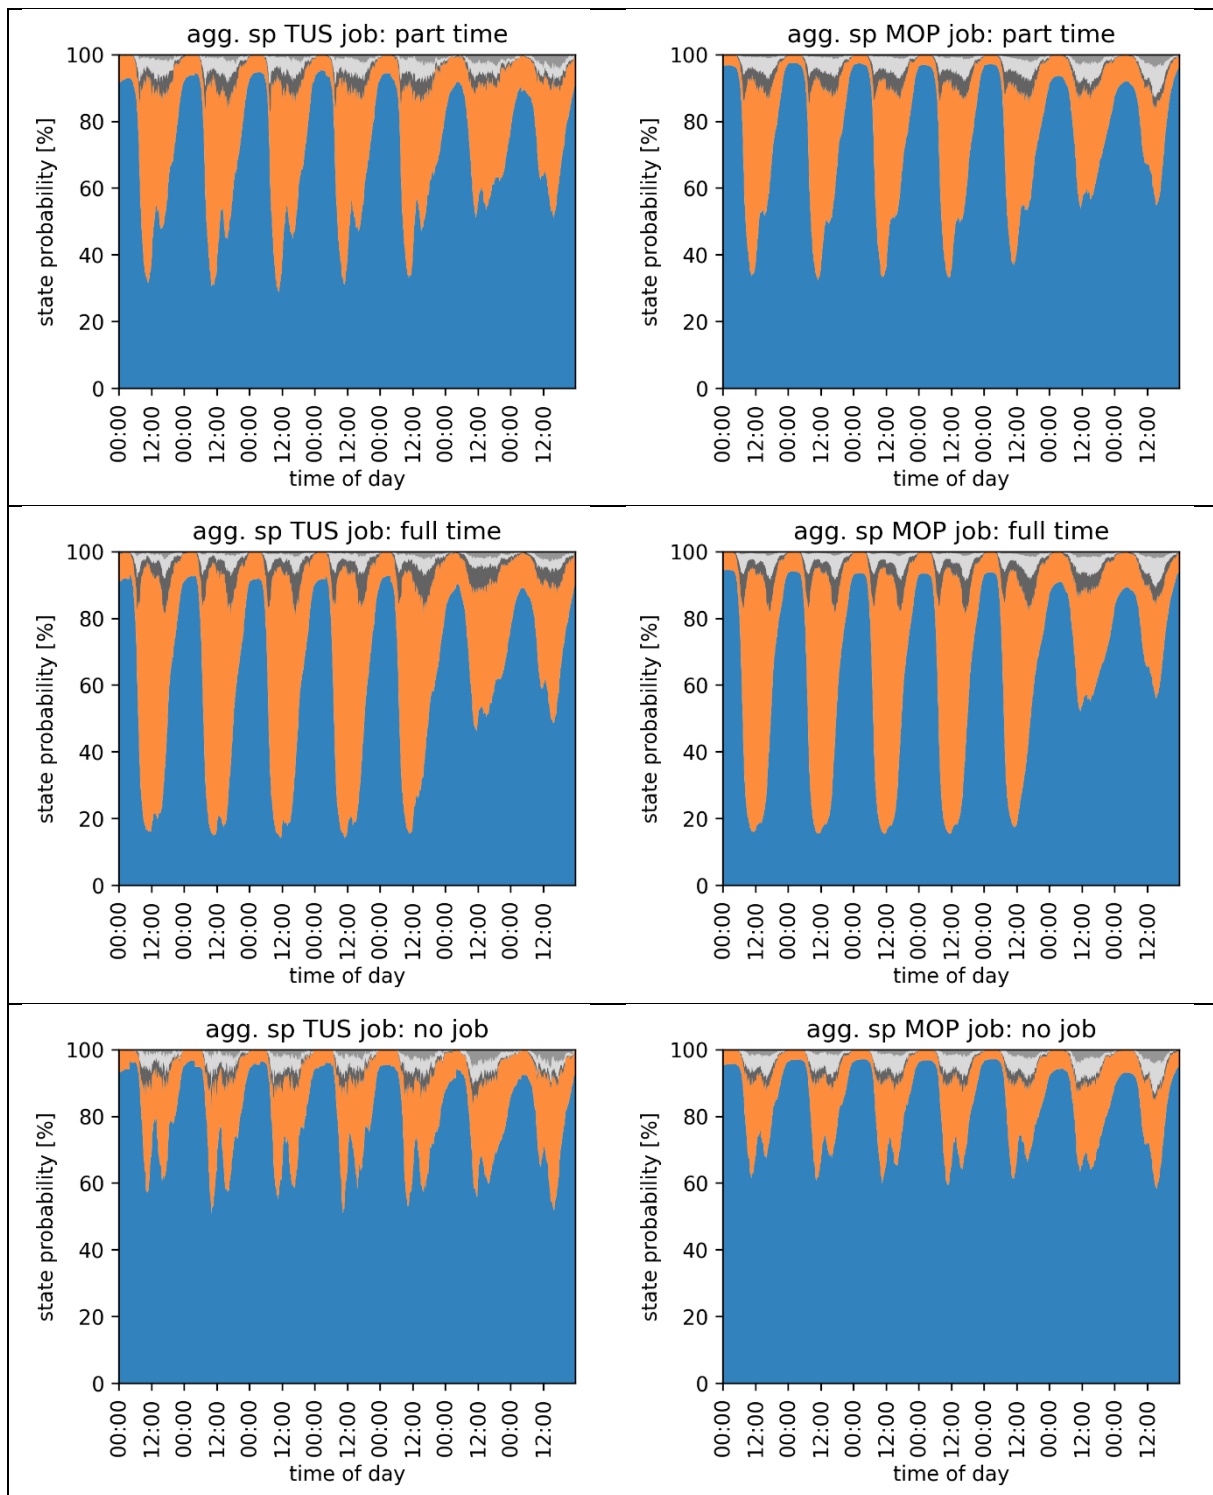 agg. sp TUS job: part time
state probability [%]
100
80
60
40
20
0
00:00 12:00 00:00 12:00 00:00 12:00 00:00 12:00 00:00 12:00 00:00 12:00 00:00 12:00
time of day
agg. sp MOP job: part time
state probability [%]
100
80
60
40
20
0
00:00 12:00 00:00 12:00 00:00 12:00 00:00 12:00 00:00 12:00 00:00 12:00 00:00 12:00
time of day
agg. sp TUS job: full time
state probability [%]
100
80
60
40
20
0
00:00 12:00 00:00 12:00 00:00 12:00 00:00 12:00 00:00 12:00 00:00 12:00 00:00 12:00
time of day
agg. sp MOP job: full time
state probability [%]
100
80
60
40
20
0
00:00 12:00 00:00 12:00 00:00 12:00 00:00 12:00 00:00 12:00 00:00 12:00 00:00 12:00
time of day
agg. sp TUS job: no job
state probability [%]
100
80
60
40
20
0
00:00 12:00 00:00 12:00 00:00 12:00 00:00 12:00 00:00 12:00 00:00 12:00 00:00 12:00
time of day
agg. sp MOP job: no job
state probability [%]
100
80
60
40
20
0
00:00 12:00 00:00 12:00 00:00 12:00 00:00 12:00 00:00 12:00 00:00 12:00 00:00 12:00
time of day